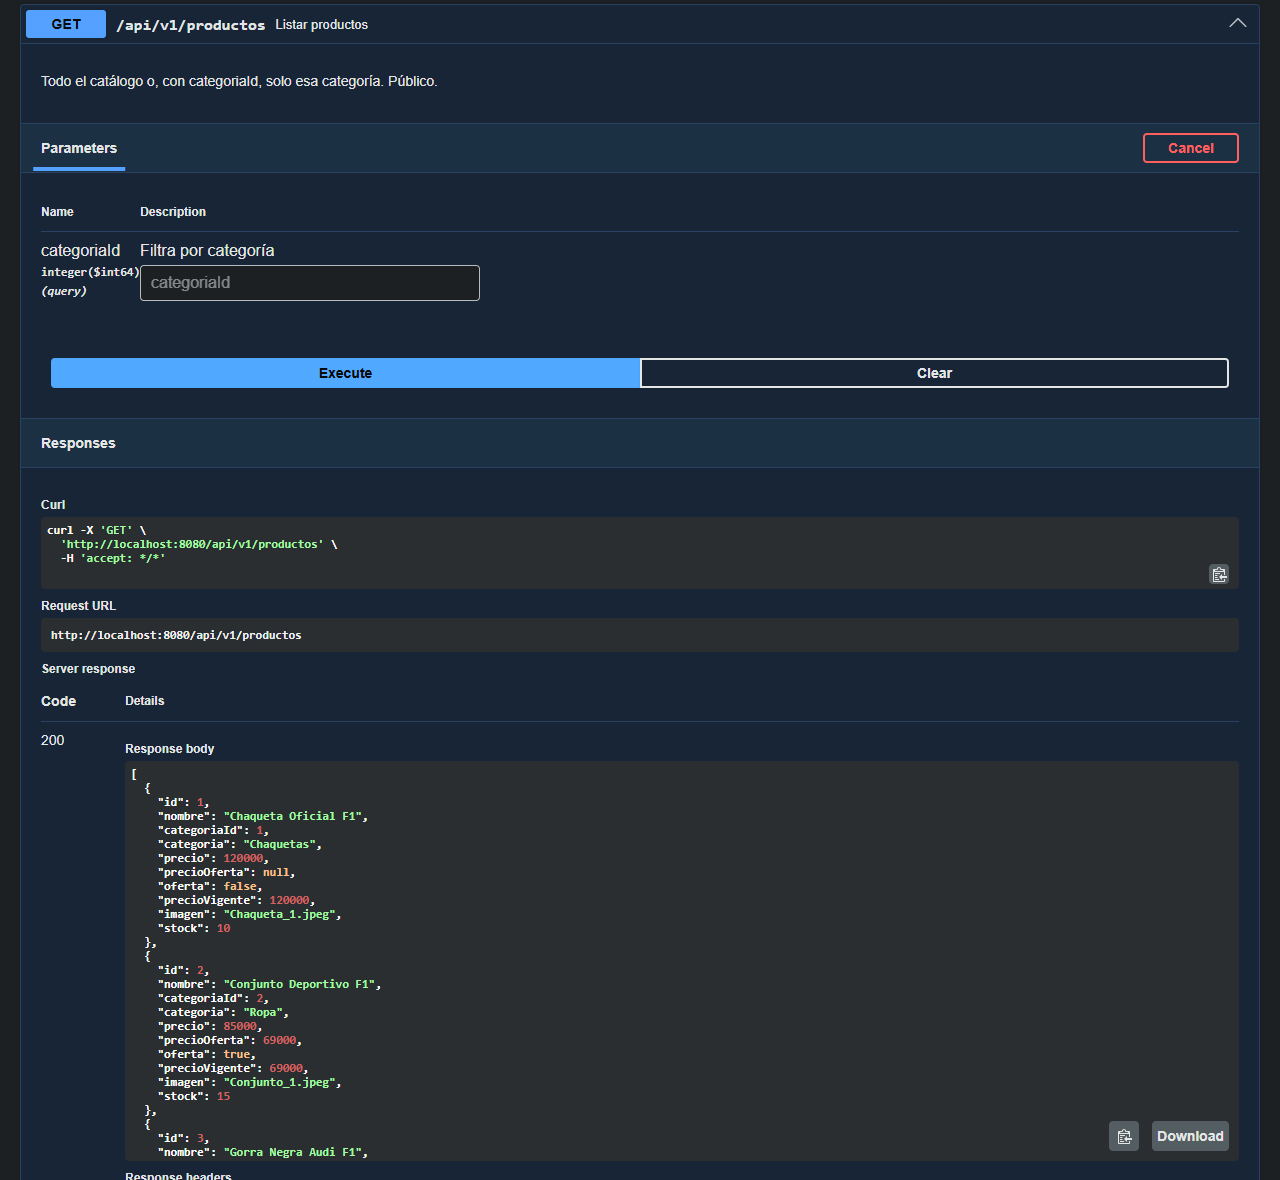 GET /api/v1/productos Listar productos
Todo el catálogo o, con categoriaId, solo esa categoría. Público.
Parameters
Cancel
Name Description
categoriaId Filtra por categoría
integer($int64)
(query)
categoriaId
Execute
Clear
Responses
Curl
curl -X 'GET' \
  'http://localhost:8080/api/v1/productos' \
  -H 'accept: */*'
Request URL
http://localhost:8080/api/v1/productos
Server response
Code Details
200
Response body
[
  {
    "id": 1,
    "nombre": "Chaqueta Oficial F1",
    "categoriaId": 1,
    "categoria": "Chaquetas",
    "precio": 120000,
    "precioOferta": null,
    "oferta": false,
    "precioVigente": 120000,
    "imagen": "Chaqueta_1.jpeg",
    "stock": 10
  },
  {
    "id": 2,
    "nombre": "Conjunto Deportivo F1",
    "categoriaId": 2,
    "categoria": "Ropa",
    "precio": 85000,
    "precioOferta": 69000,
    "oferta": true,
    "precioVigente": 69000,
    "imagen": "Conjunto_1.jpeg",
    "stock": 15
  },
  {
    "id": 3,
    "nombre": "Gorra Negra Audi F1",
Download
Response headers